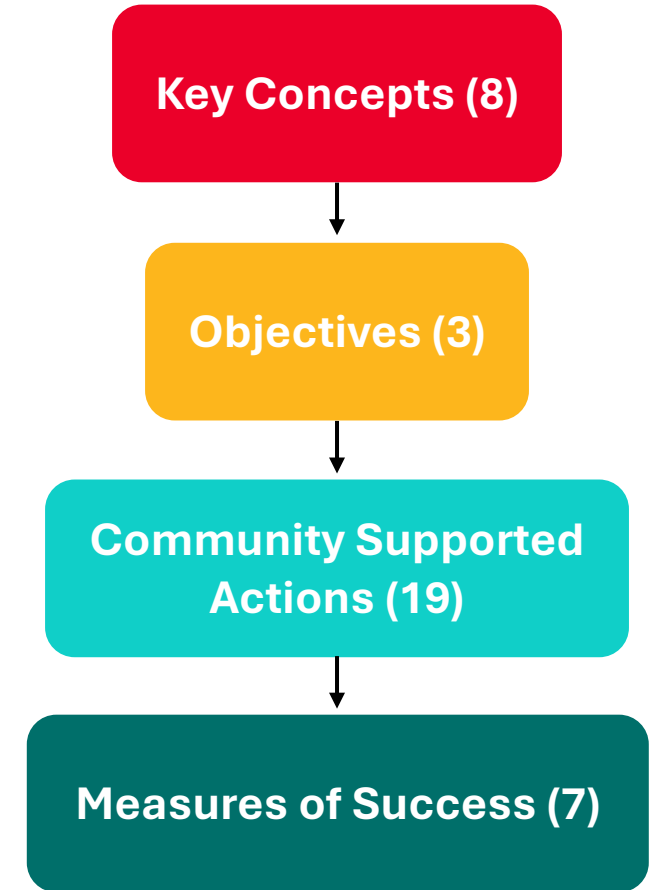 Key Concepts (8)
Objectives (3)
Community Supported
Actions (19)
Measures of Success (7)